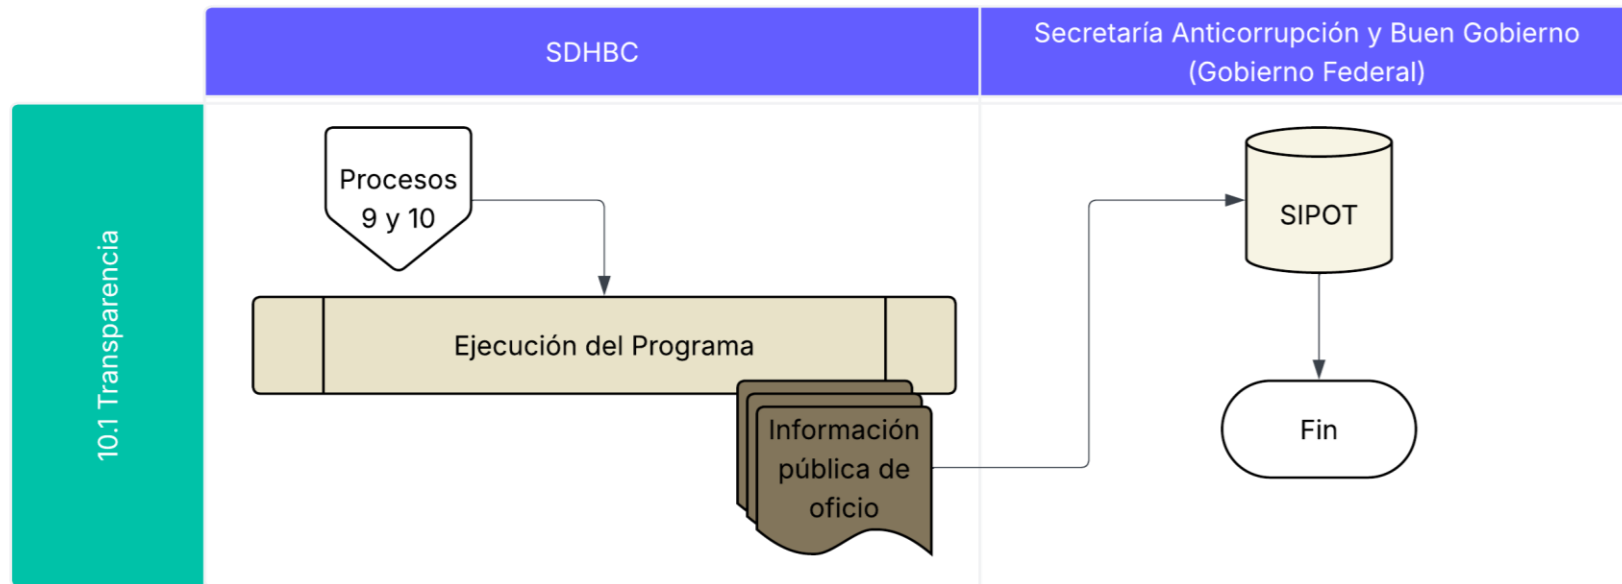 SDHBC
Secretaría Anticorrupción y Buen Gobierno
(Gobierno Federal)
10.1 Transparencia
Procesos
9 y 10
Ejecución del Programa
Información
pública de
oficio
SIPOT
Fin